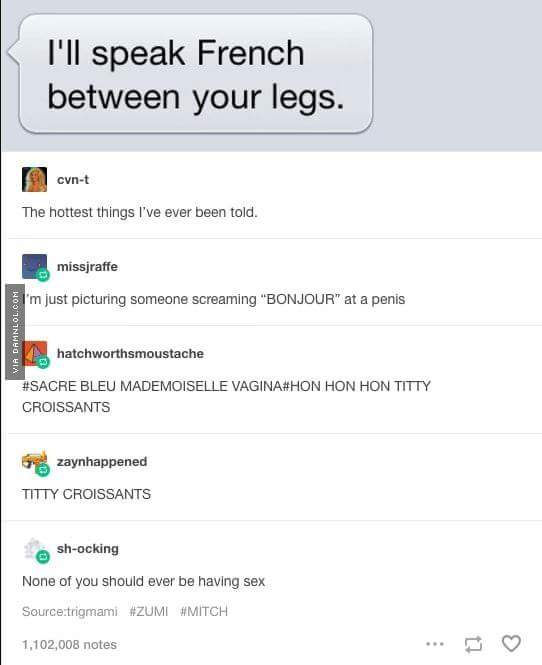 I'll speak French
between your legs.
cvn-t
The hottest things I've ever been told.
missjraffe
I'm just picturing someone screaming “BONJOUR” at a penis
VIA DAMNLOL.COM
hatchworthsmoustache
#SACRE BLEU MADEMOISELLE VAGINA#HON HON HON TITTY
CROISSANTS
zaynhappened
TITTY CROISSANTS
sh-ocking
None of you should ever be having sex
Source:trigmami #ZUMI #MITCH
1,102,008 notes